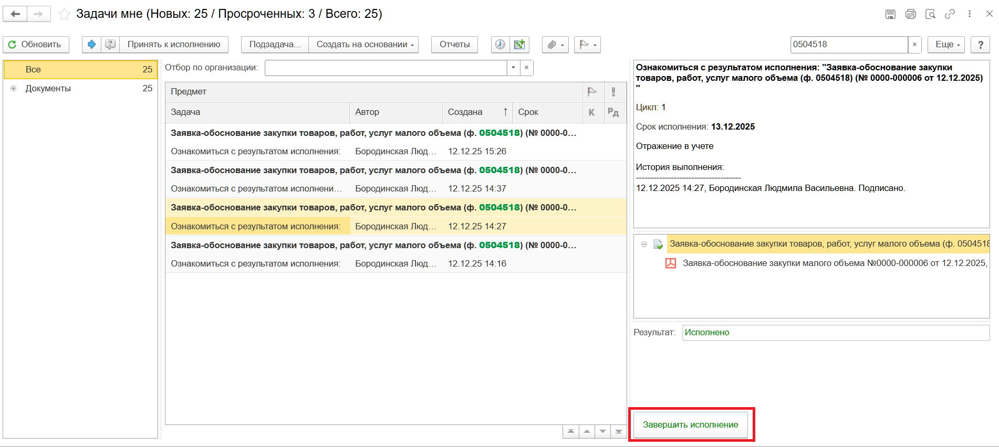 Задачи мне (Новых: 25 / Просроченных: 3 / Всего: 25)
Обновить
Принять к исполнению
Подзадача...
Создать на основании
Отчеты
0504518
×
Еще
?
Все 25
Документы 25
Отбор по организации:
×
Предмет
Задача Автор Создана ↑ Срок К Рд
Заявка-обоснование закупки товаров, работ, услуг малого объема (ф. 0504518) (№ 0000-0...
Ознакомиться с результатом исполнения: Бородинская Люд... 12.12.25 15:26
Заявка-обоснование закупки товаров, работ, услуг малого объема (ф. 0504518) (№ 0000-0...
Ознакомиться с результатом исполнени... Бородинская Люд... 12.12.25 14:37
Заявка-обоснование закупки товаров, работ, услуг малого объема (ф. 0504518) (№ 0000-0...
Ознакомиться с результатом исполнения: Бородинская Люд... 12.12.25 14:27
Заявка-обоснование закупки товаров, работ, услуг малого объема (ф. 0504518) (№ 0000-0...
Ознакомиться с результатом исполнения: Бородинская Люд... 12.12.25 14:16
Ознакомиться с результатом исполнения: "Заявка-обоснование закупки
товаров, работ, услуг малого объема (ф. 0504518) (№ 0000-000006 от 12.12.2025)
"
Цикл: 1
Срок исполнения: 13.12.2025
Отражение в учете
История выполнения:
------------------------------------
12.12.2025 14:27, Бородинская Людмила Васильевна. Подписано.
Заявка-обоснование закупки товаров, работ, услуг малого объема (ф. 0504518
Заявка-обоснование закупки малого объема №0000-000006 от 12.12.2025,
Результат: Исполнено
Завершить исполнение